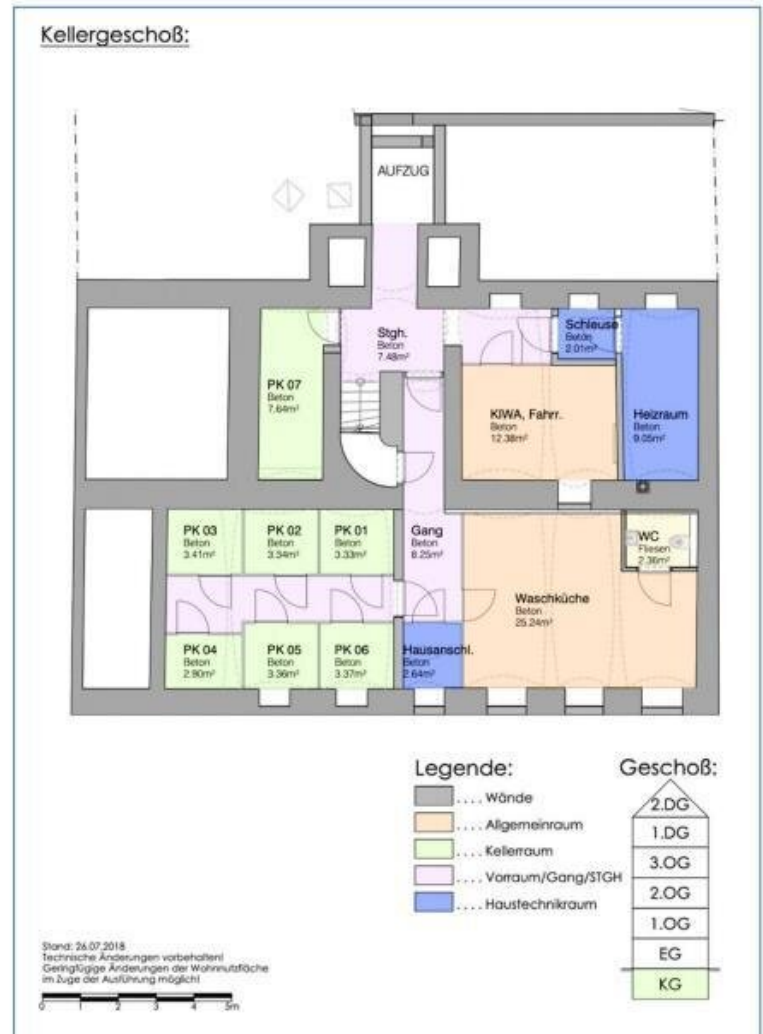 Kellergeschoß:
AUFZUG
Stgh.
Beton
7.48m²
Schleuse
Beton
2.01m²
PK 07
Beton
7.64m²
KIWA, Fahrr.
Beton
12.38m²
Heizraum
Beton
9.05m²
PK 03
Beton
3.41m²
PK 02
Beton
3.34m²
PK 01
Beton
3.33m²
Gang
Beton
8.25m²
WC
Fliesen
2.36m²
Waschküche
Beton
25.24m²
PK 04
Beton
2.90m²
PK 05
Beton
3.36m²
PK 06
Beton
3.37m²
Hausanschl.
Beton
2.64m²
Legende:
.... Wände
.... Allgemeinraum
.... Kellerraum
.... Vorraum/Gang/STGH
.... Haustechnikraum
Geschoß:
2.DG
1.DG
3.OG
2.OG
1.OG
EG
KG
Stand: 26.07.2018
Technische Änderungen vorbehalten!
Geringfügige Änderungen der Wohnnutzfläche
im Zuge der Ausführung möglich!
0 1 2 3 4 5m